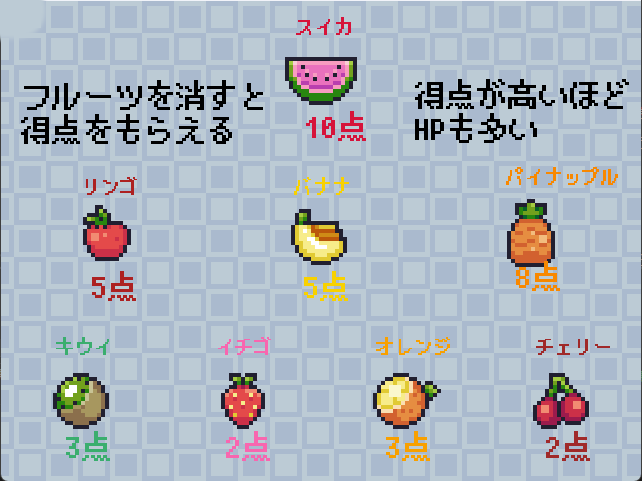 スイカ
フルーツを消すと
得点をもらえる
10点
得点が高いほど
HPも多い
リンゴ
5点
バナナ
5点
パイナップル
8点
キウイ
3点
イチゴ
2点
オレンジ
3点
チェリー
2点